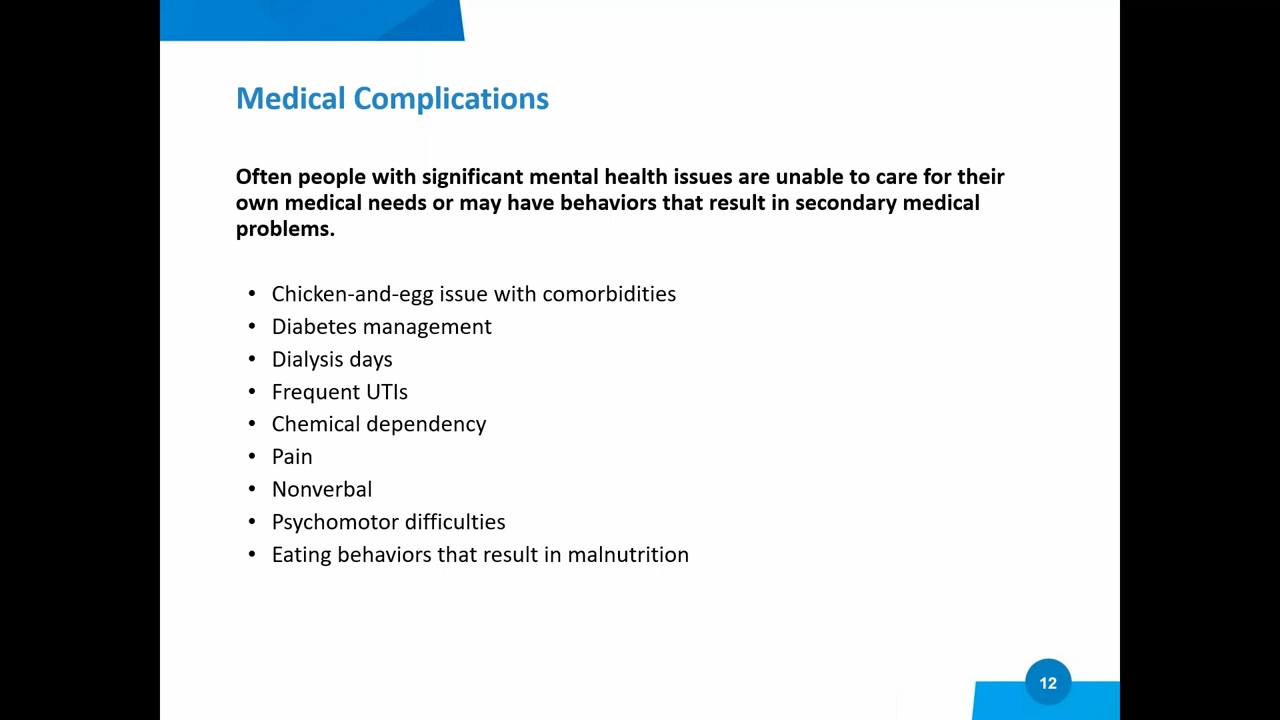 Medical Complications
Often people with significant mental health issues are unable to care for their
own medical needs or may have behaviors that result in secondary medical
problems.
• Chicken-and-egg issue with comorbidities
• Diabetes management
• Dialysis days
• Frequent UTIs
• Chemical dependency
• Pain
• Nonverbal
• Psychomotor difficulties
• Eating behaviors that result in malnutrition
12